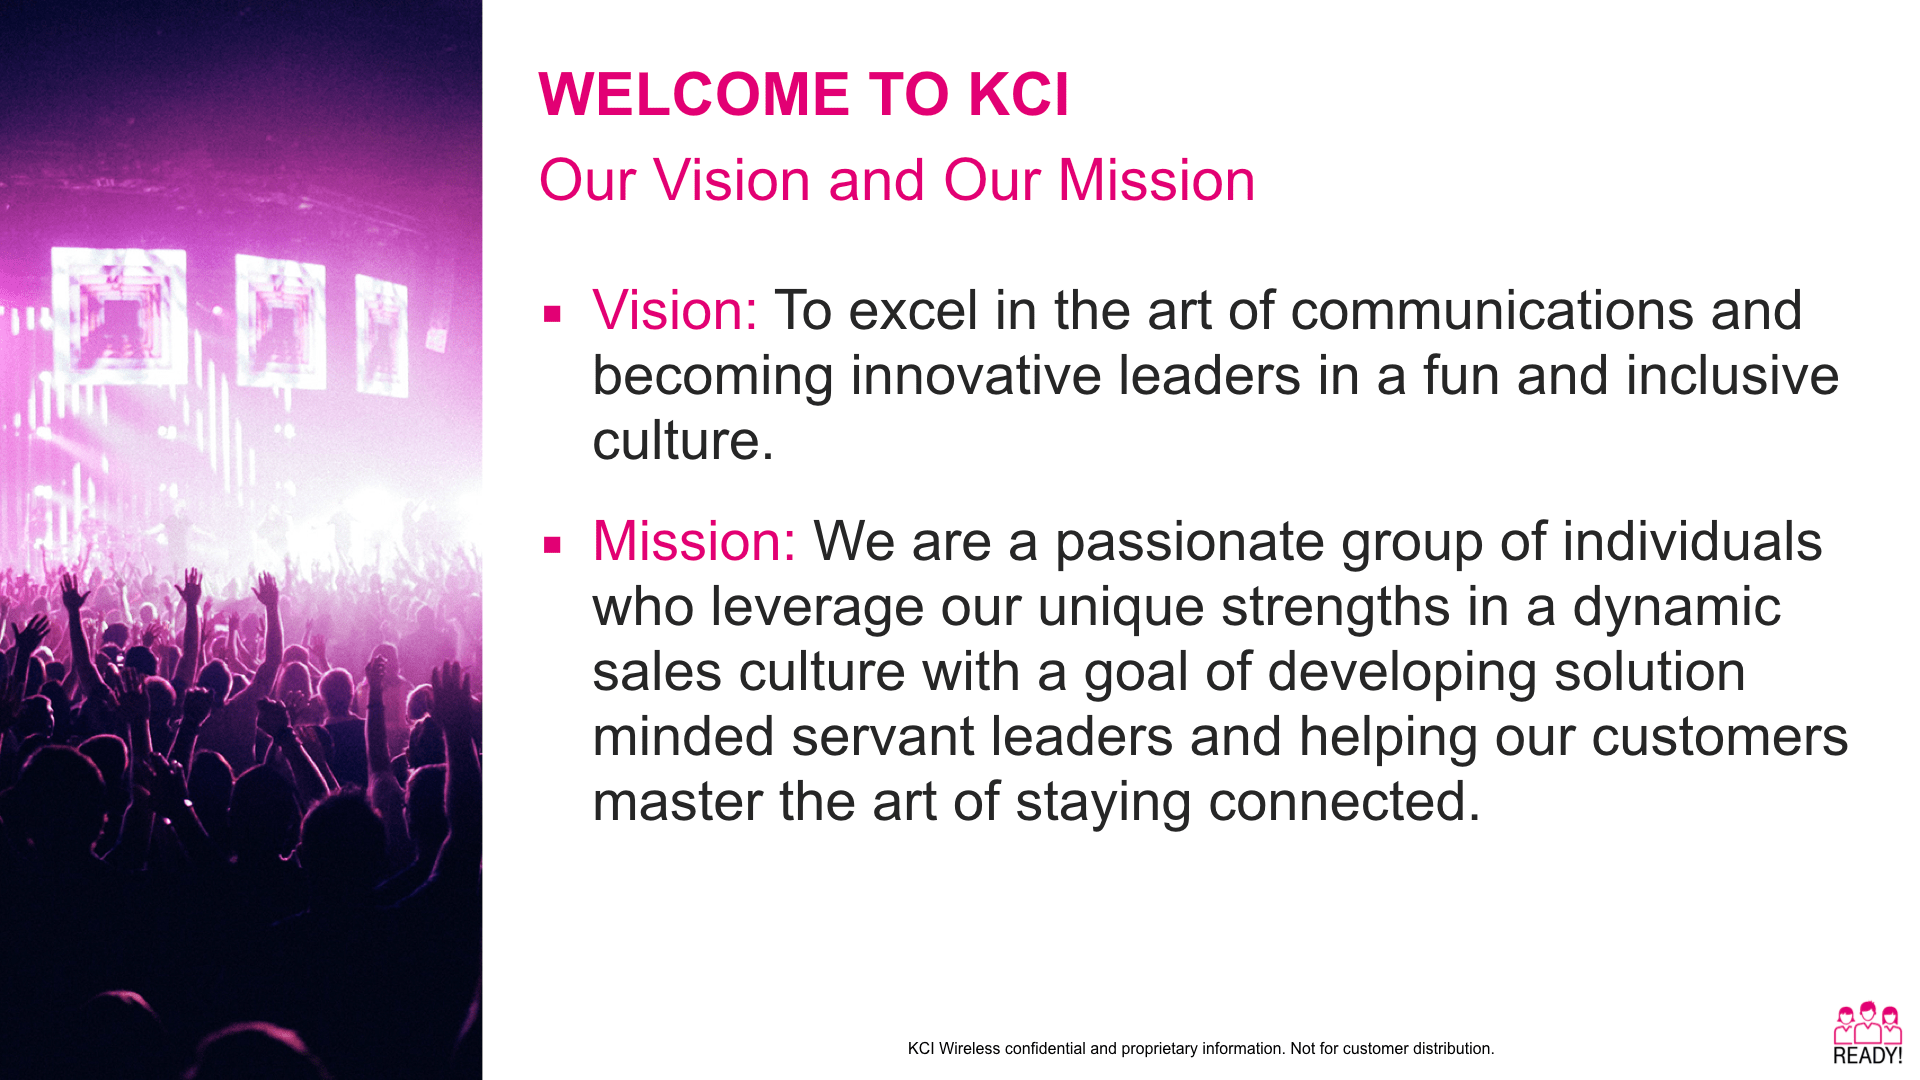 WELCOME TO KCI
Our Vision and Our Mission
▪ Vision: To excel in the art of communications and
becoming innovative leaders in a fun and inclusive
culture.
▪ Mission: We are a passionate group of individuals
who leverage our unique strengths in a dynamic
sales culture with a goal of developing solution
minded servant leaders and helping our customers
master the art of staying connected.
KCI Wireless confidential and proprietary information. Not for customer distribution.
READY!